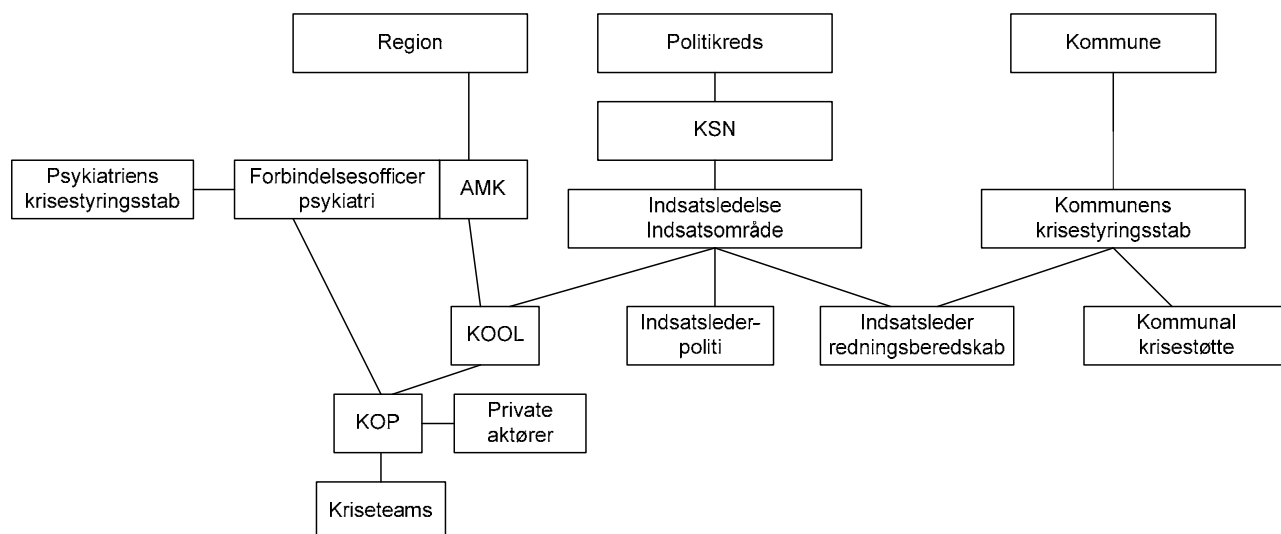 Region
Politikreds
Kommune
KSN
Psykiatriens
krisestyringsstab
Forbindelsesofficer
psykiatri
AMK
Indsatsledelse
Indsatsområde
Kommunens
krisestyringsstab
KOOL
Indsatsleder-
politi
Indsatsleder
redningsberedskab
Kommunal
krisestøtte
KOP
Private
aktører
Kriseteams